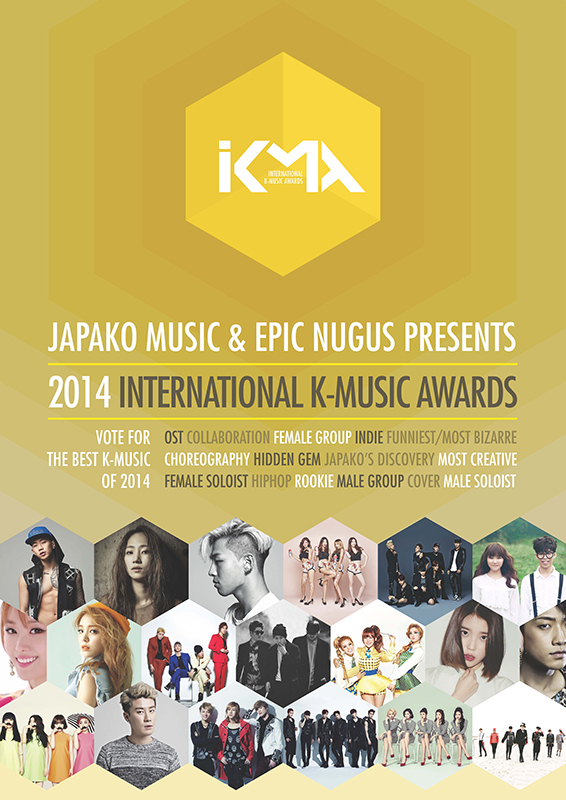 iKMA
INTERNATIONAL
K-MUSIC AWARDS
JAPAKO MUSIC & EPIC NUGUS PRESENTS
2014 INTERNATIONAL K-MUSIC AWARDS
VOTE FOR
THE BEST K-MUSIC
OF 2014
OST COLLABORATION FEMALE GROUP INDIE FUNNIEST/MOST BIZARRE
CHOREOGRAPHY HIDDEN GEM JAPAKO'S DISCOVERY MOST CREATIVE
FEMALE SOLOIST HIPHOP ROOKIE MALE GROUP COVER MALE SOLOIST